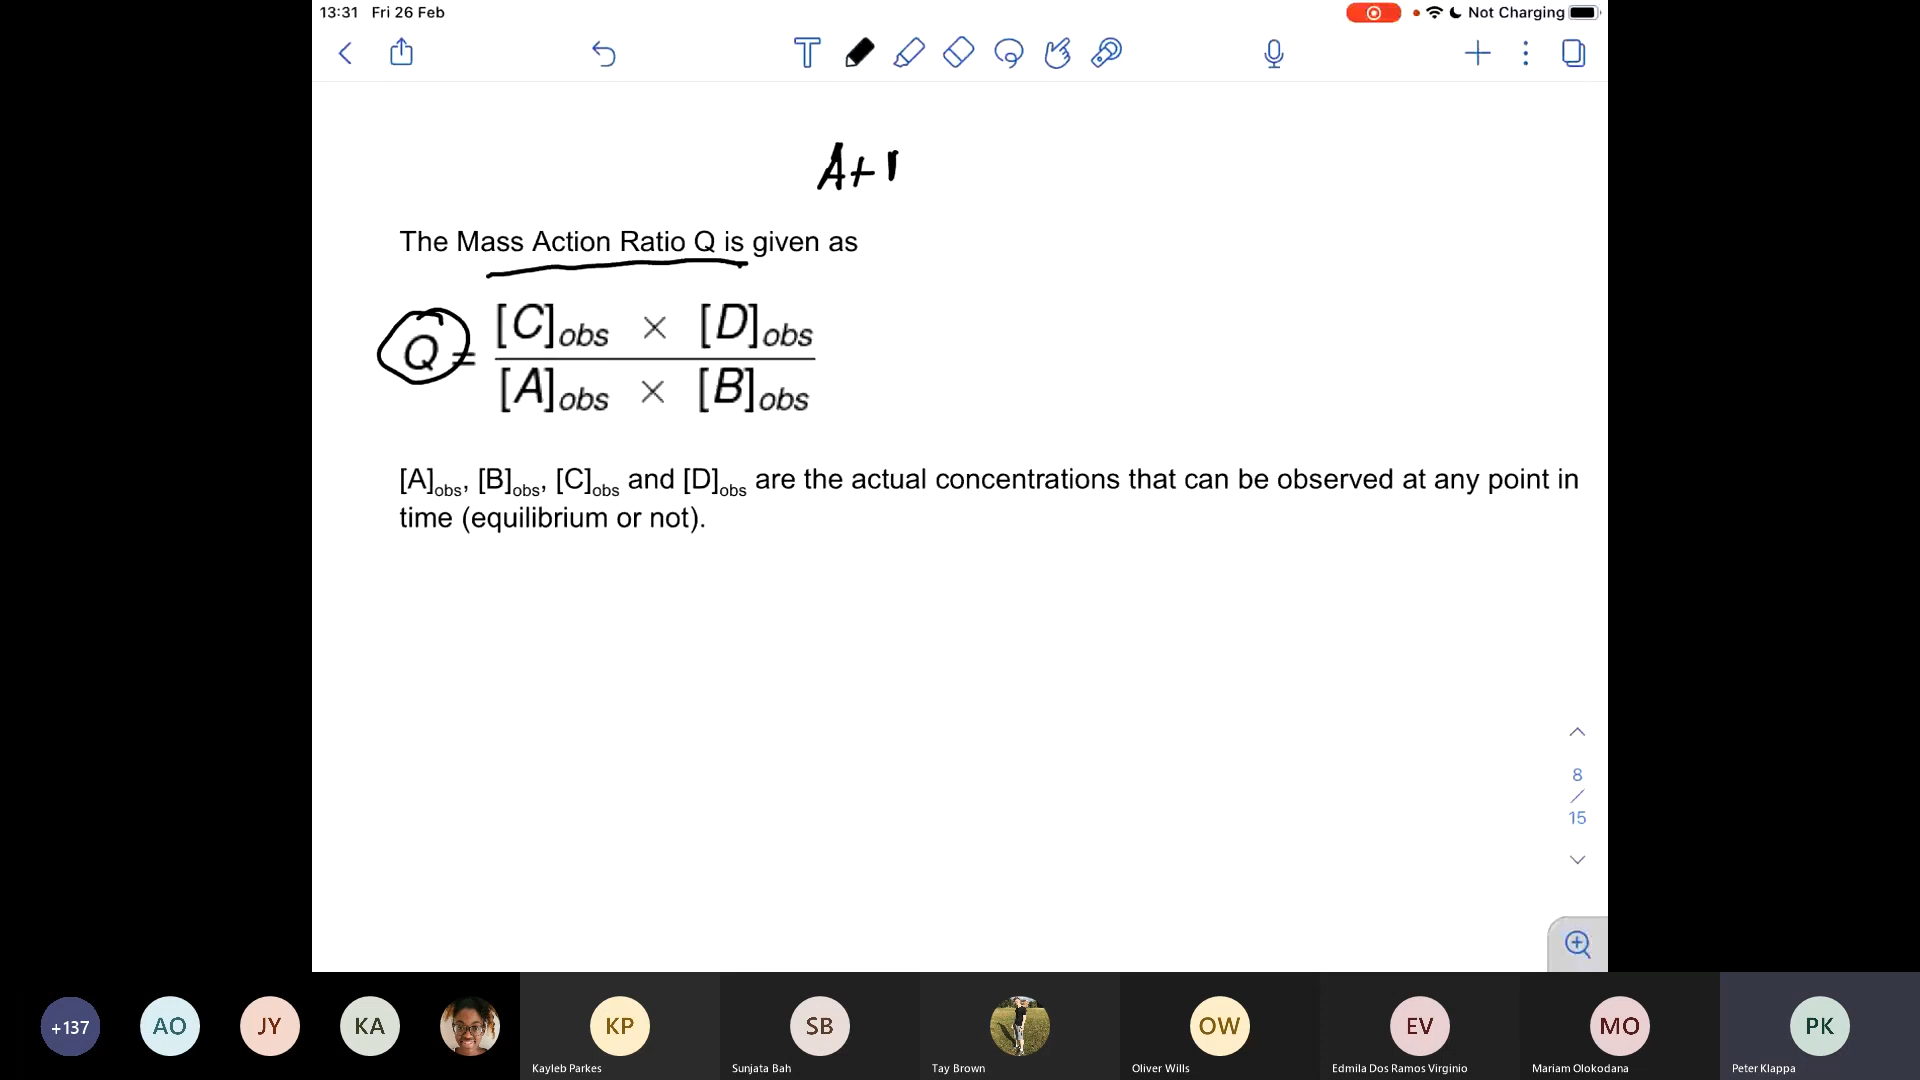 13:31 Fri 26 Feb
Not Charging
A+
The Mass Action Ratio Q is given as
Q = [C]obs × [D]obs
[A]obs × [B]obs
[A]obs, [B]obs, [C]obs and [D]obs are the actual concentrations that can be observed at any point in
time (equilibrium or not).
8
/
15
+137 AO JY KA KP SB OW EV MO PK
Kayleb Parkes Sunjata Bah Tay Brown Oliver Wills Edmila Dos Ramos Virginio Mariam Olokodana Peter Klappa